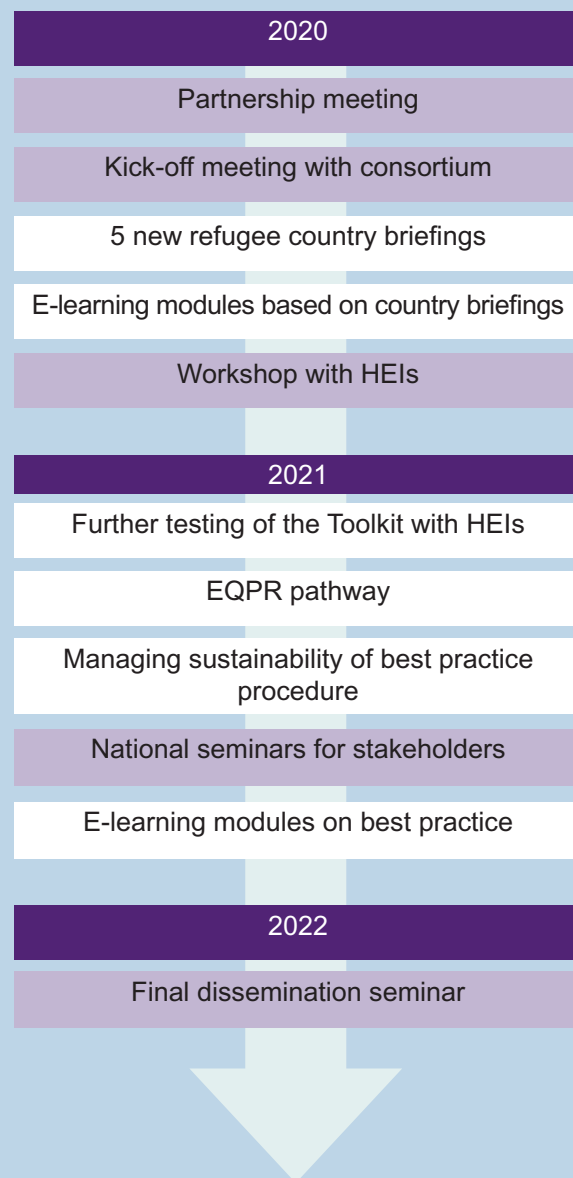 2020
Partnership meeting
Kick-off meeting with consortium
5 new refugee country briefings
E-learning modules based on country briefings
Workshop with HEIs
2021
Further testing of the Toolkit with HEIs
EQPR pathway
Managing sustainability of best practice
procedure
National seminars for stakeholders
E-learning modules on best practice
2022
Final dissemination seminar